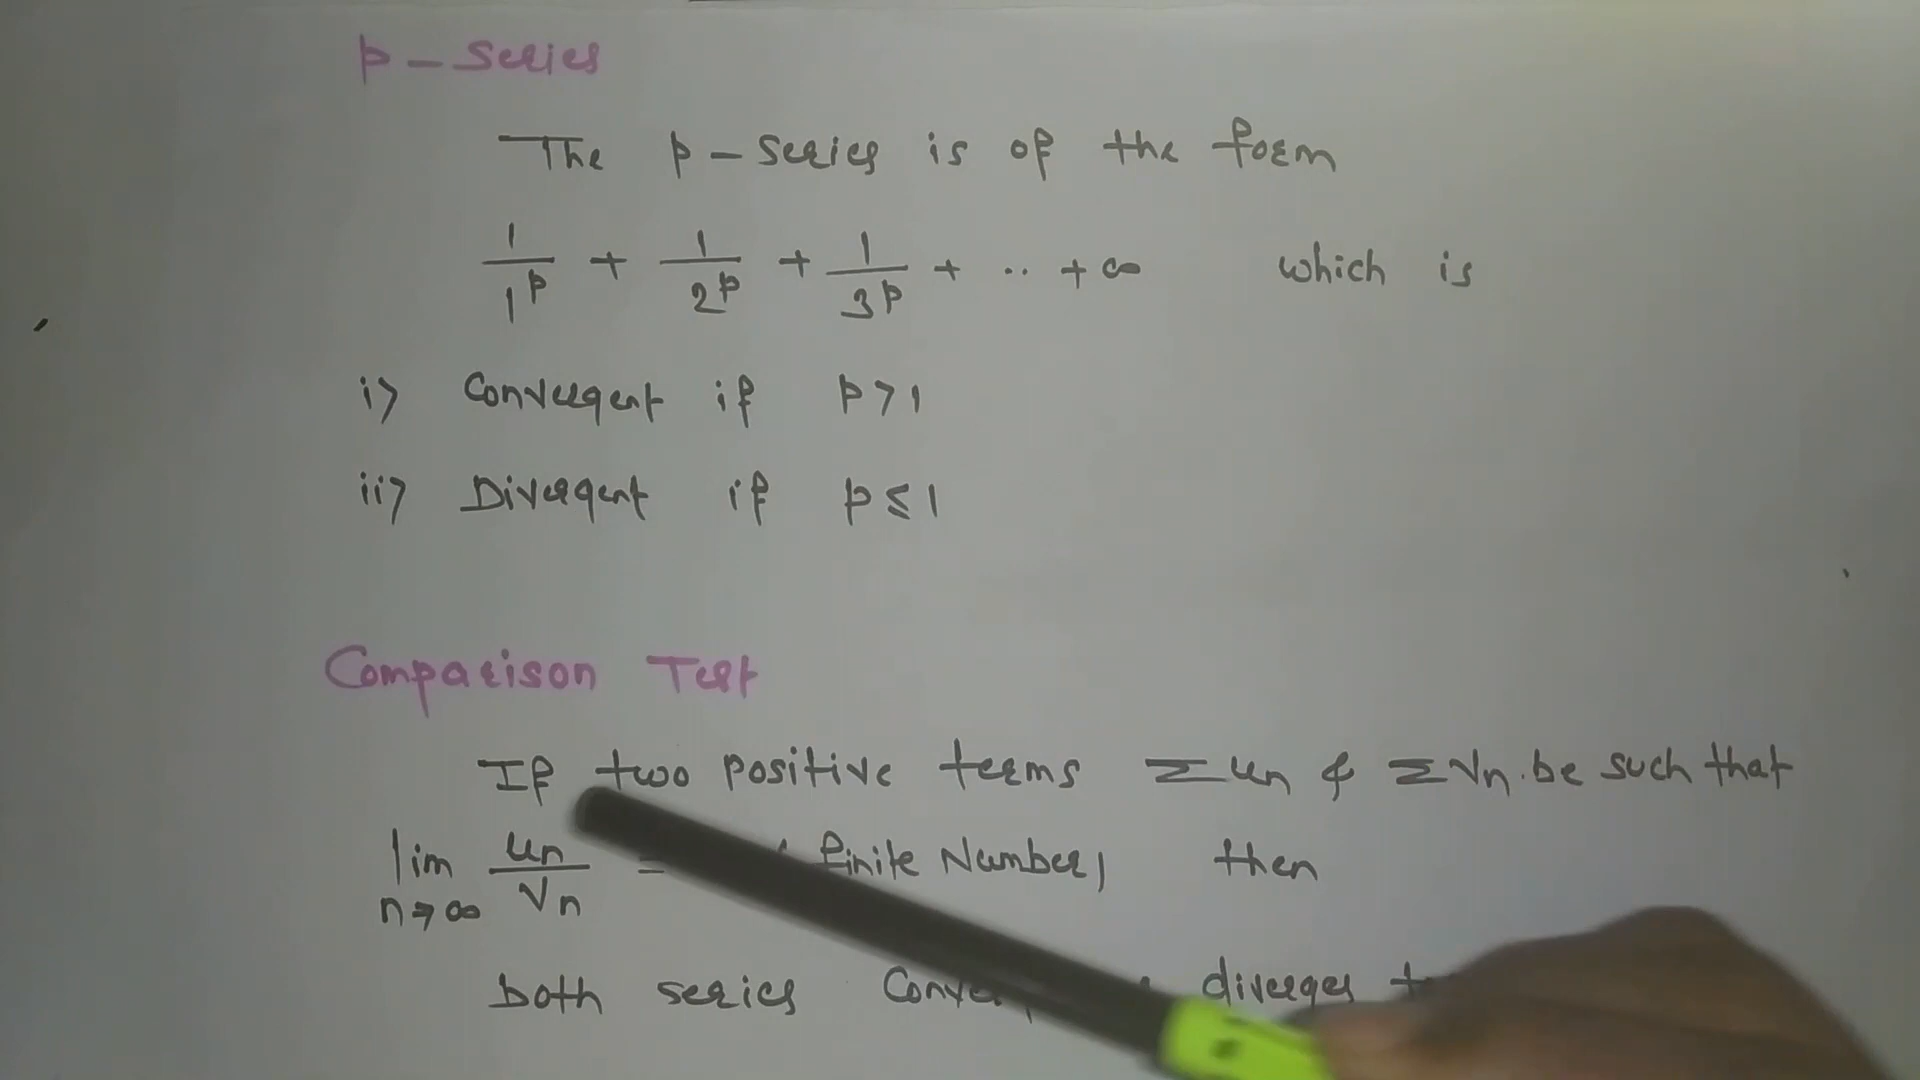 p - Series
The p - series is of the form
1/1^p + 1/2^p + 1/3^p + .. + ∞ which is
i) Convergent if p > 1
ii) Divergent if p ≤ 1
Comparison Test
If two positive terms Σ un & Σ Vn be such that
lim n→∞ un/Vn = finite Number) then
both series diverges